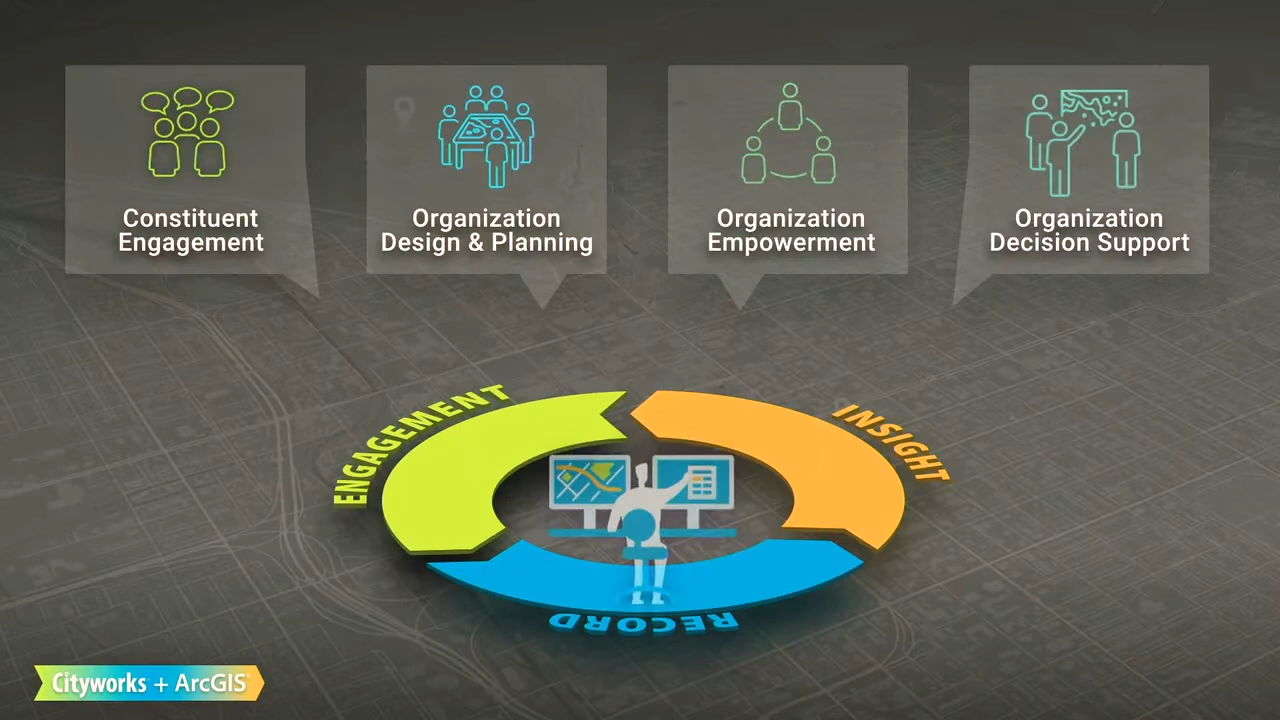 Constituent
Engagement
Organization
Design & Planning
Organization
Empowerment
Organization
Decision Support
ENGAGEMENT
INSIGHT
RECORD
Cityworks + ArcGIS